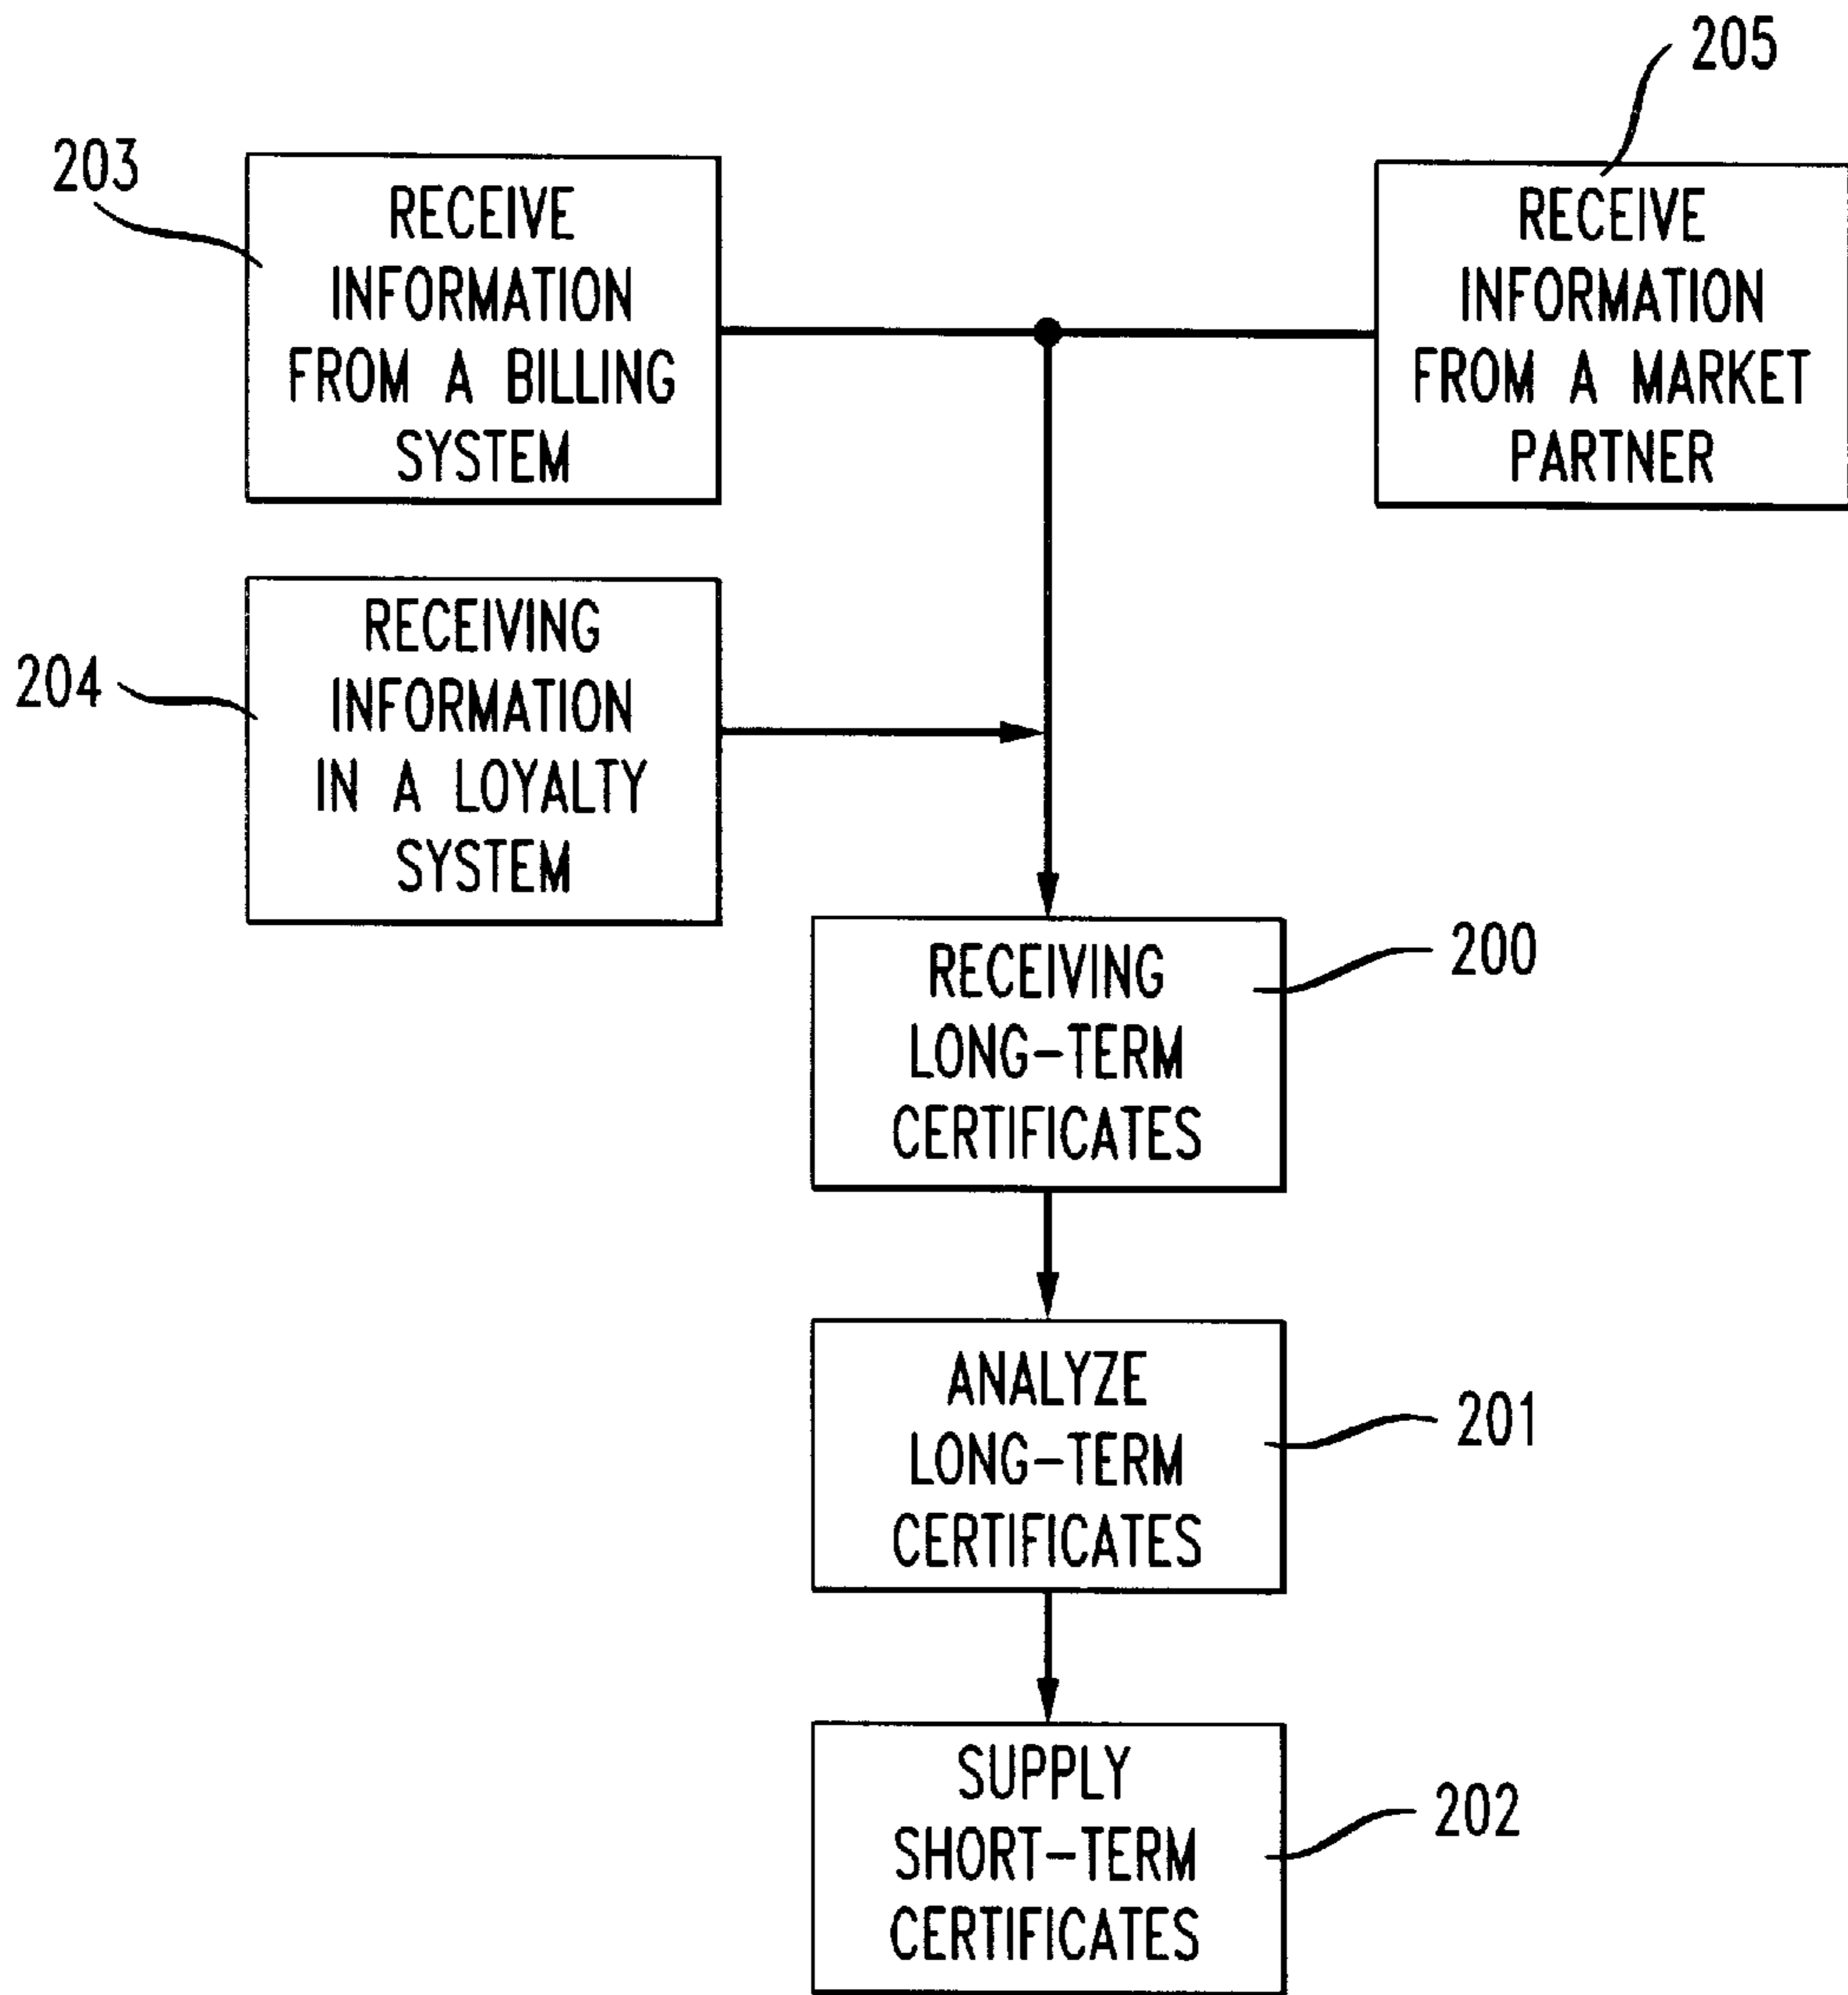 205
203
RECEIVE
INFORMATION
FROM A BILLING
SYSTEM
RECEIVE
INFORMATION
FROM A MARKET
PARTNER
204
RECEIVING
INFORMATION
IN A LOYALTY
SYSTEM
RECEIVING
LONG-TERM
CERTIFICATES
200
ANALYZE
LONG-TERM
CERTIFICATES
201
SUPPLY
SHORT-TERM
CERTIFICATES
202